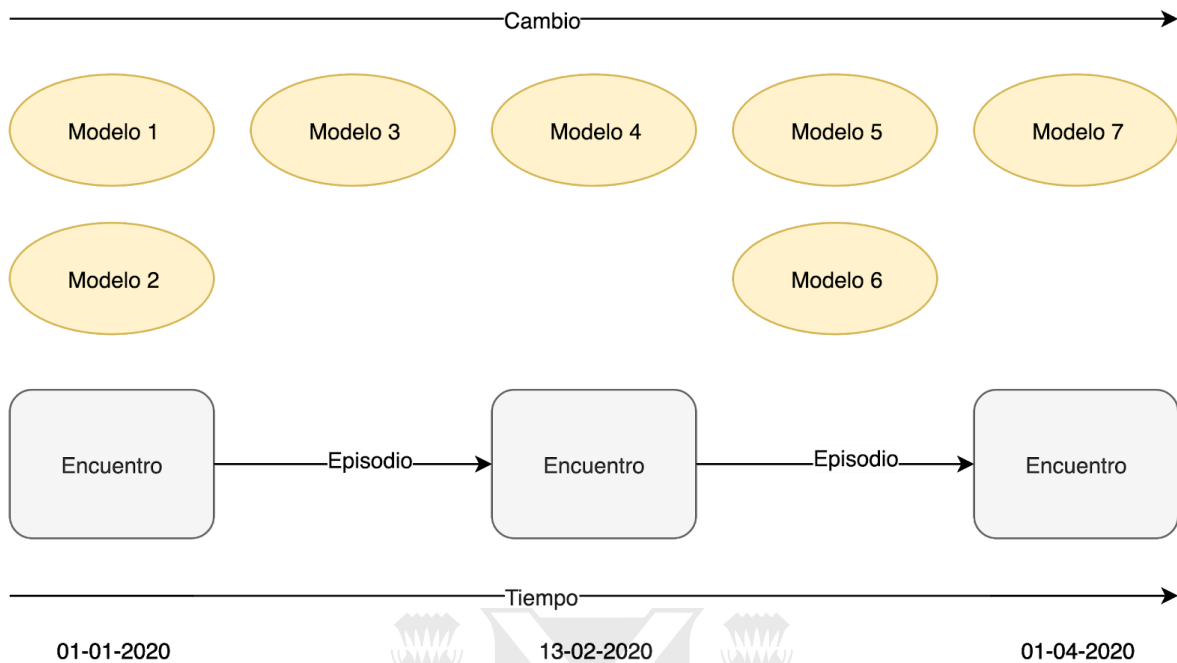 Cambio
Modelo 1 Modelo 3 Modelo 4 Modelo 5 Modelo 7
Modelo 2 Modelo 6
Encuentro Episodio Encuentro Episodio Encuentro
Tiempo
01-01-2020 13-02-2020 01-04-2020